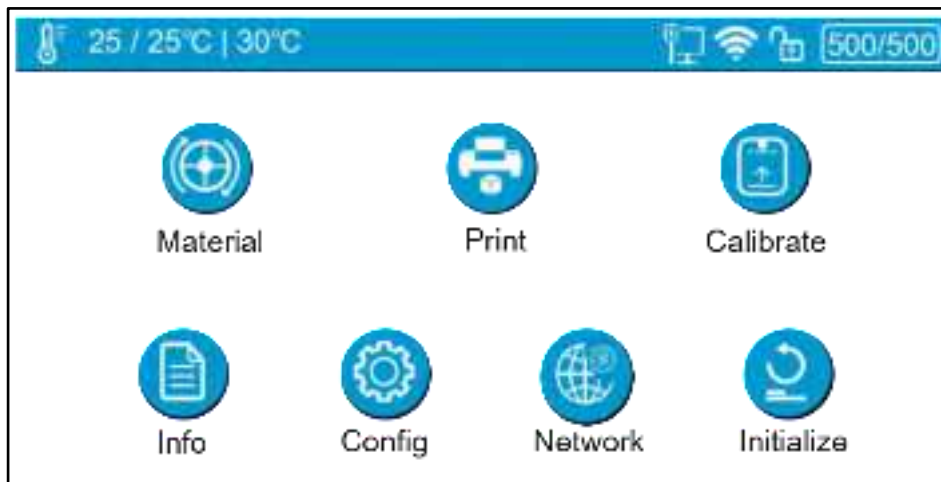 25 / 25°C | 30°C 500/500
Material Print Calibrate
Info Config Network Initialize